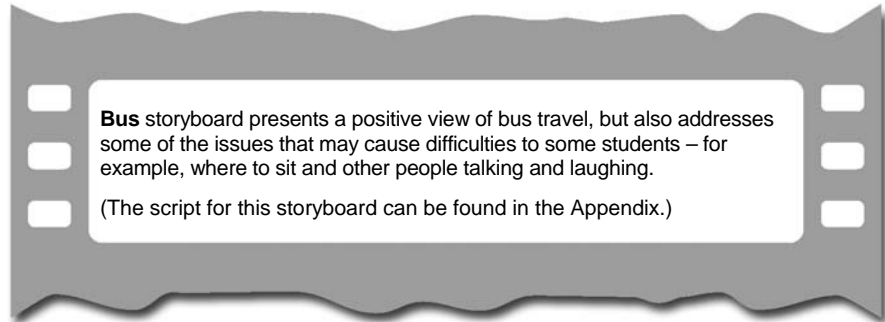 Bus storyboard presents a positive view of bus travel, but also addresses
some of the issues that may cause difficulties to some students – for
example, where to sit and other people talking and laughing.
(The script for this storyboard can be found in the Appendix.)